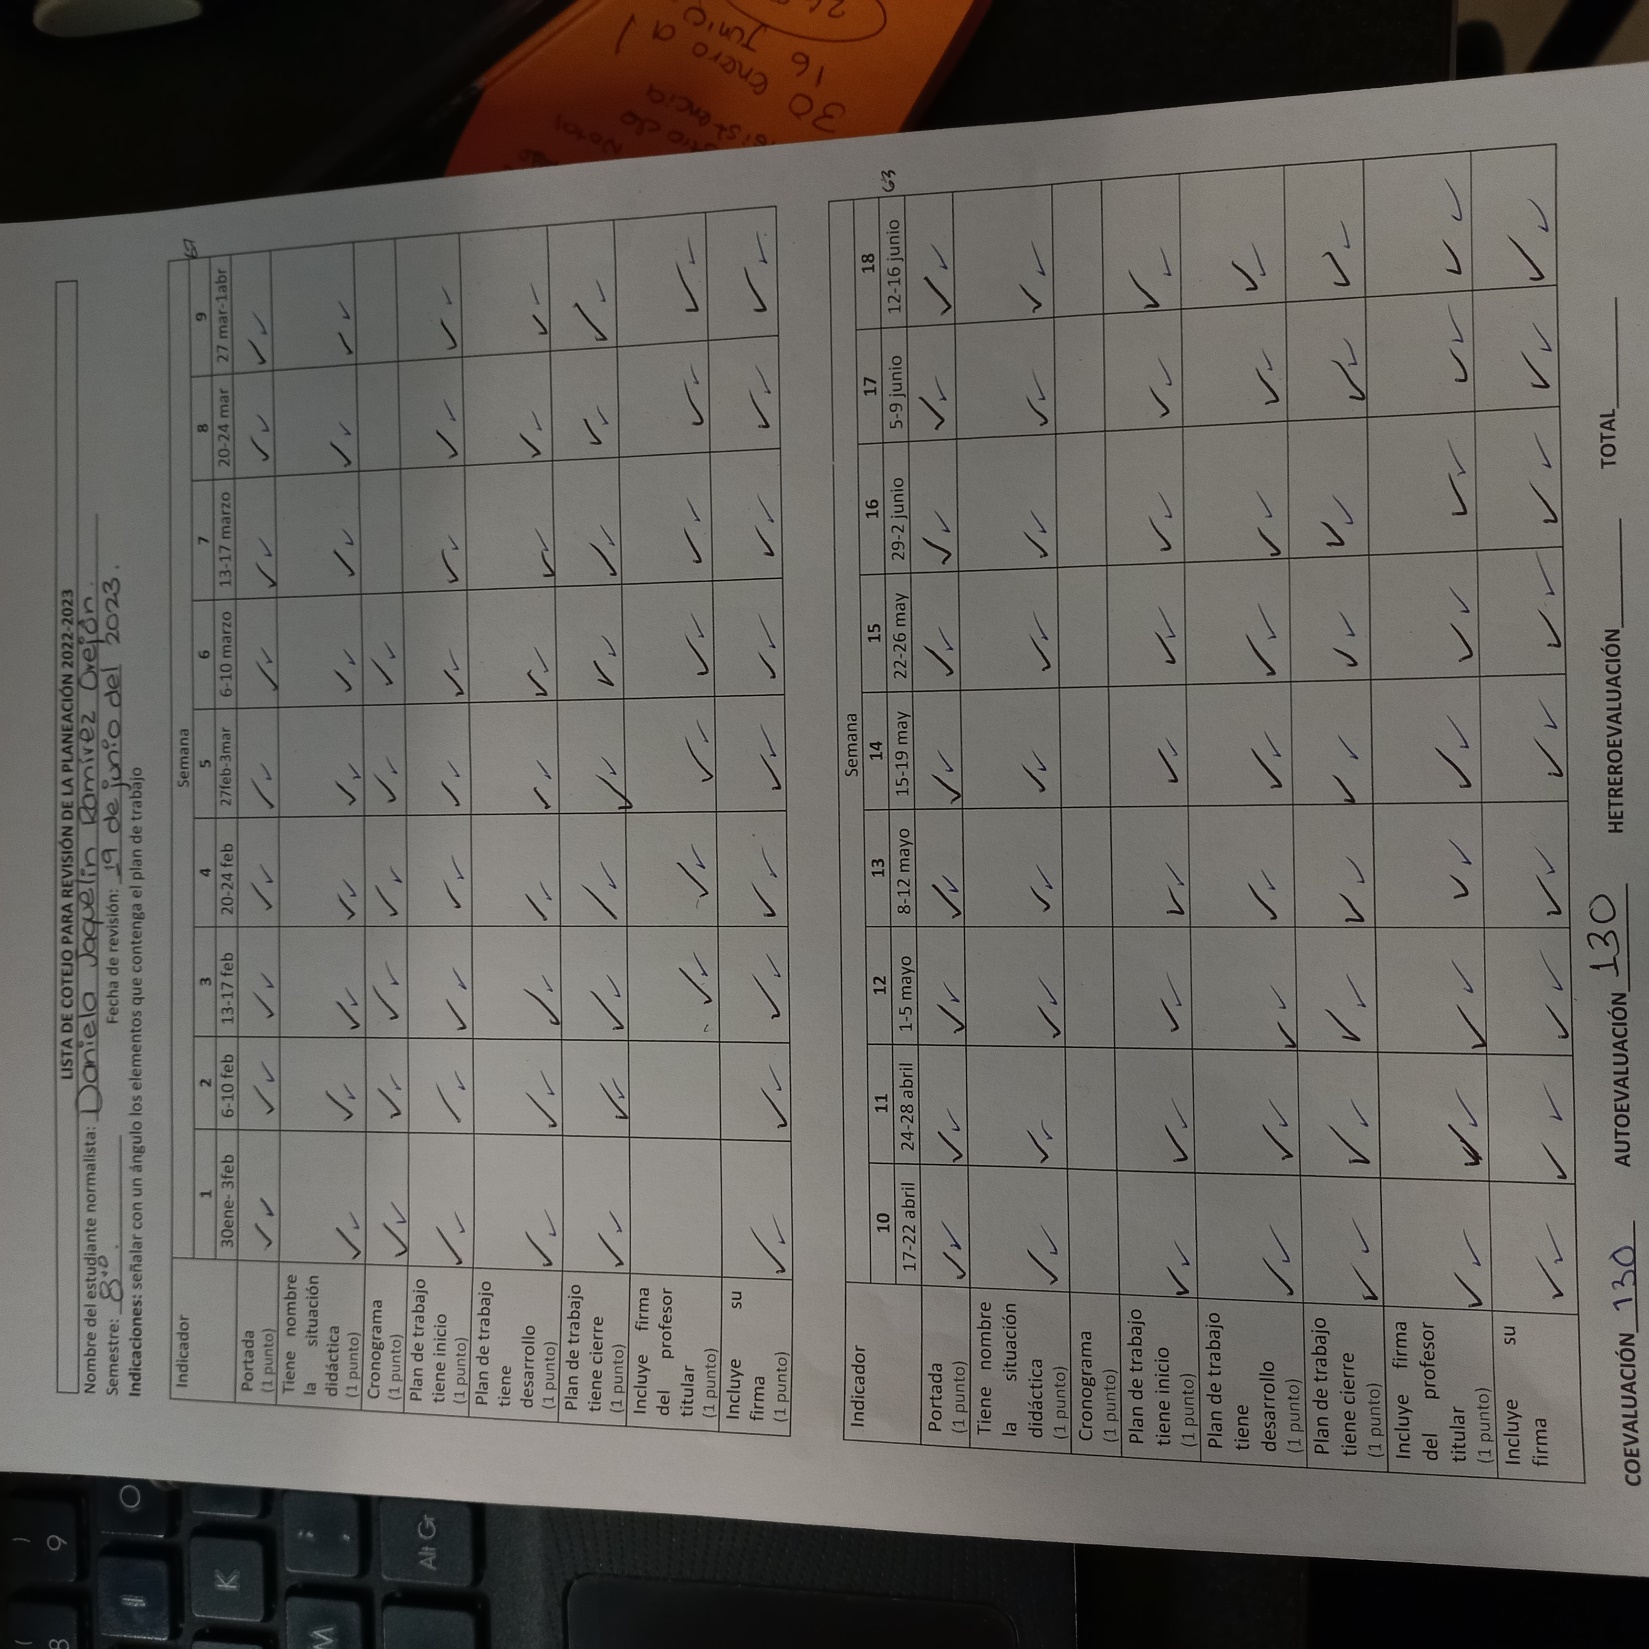 LISTA DE COTEJO PARA REVISIÓN DE LA PLANEACIÓN 2022-2023
Nombre del estudiante normalista: Daniela Jaquelin Ramírez Orejón.
Semestre: 8.º. Fecha de revisión: 19 de junio del 2023.
Indicaciones: señalar con un ángulo los elementos que contenga el plan de trabajo
Indicador Semana
1 2 3 4 5 6 7 8 9
30ene- 3feb 6-10 feb 13-17 feb 20-24 feb 27feb-3mar 6-10 marzo 13-17 marzo 20-24 mar 27 mar-1abr
Portada ✓✓ ✓✓ ✓✓ ✓✓ ✓✓ ✓✓ ✓✓ ✓✓ ✓✓
(1 punto)
Tiene nombre
la situación
didáctica ✓✓ ✓✓ ✓✓ ✓✓ ✓✓ ✓✓ ✓✓ ✓✓ ✓✓
(1 punto)
Cronograma ✓✓ ✓✓ ✓✓ ✓✓ ✓✓ ✓✓
(1 punto)
Plan de trabajo
tiene inicio ✓✓ ✓✓ ✓✓ ✓✓ ✓✓ ✓✓ ✓✓ ✓✓ ✓✓
(1 punto)
Plan de trabajo
tiene
desarrollo ✓✓ ✓✓ ✓✓ ✓✓ ✓✓ ✓✓ ✓✓ ✓✓ ✓✓
(1 punto)
Plan de trabajo
tiene cierre ✓✓ ✓✓ ✓✓ ✓✓ ✓✓ ✓✓ ✓✓ ✓✓ ✓✓
(1 punto)
Incluye firma
del profesor
titular ✓✓ ✓✓ ✓✓ ✓✓ ✓✓ ✓✓ ✓✓
(1 punto)
Incluye su
firma ✓✓ ✓✓ ✓✓ ✓✓ ✓✓ ✓✓ ✓✓ ✓✓ ✓✓
(1 punto)
Indicador Semana
10 11 12 13 14 15 16 17 18
17-22 abril 24-28 abril 1-5 mayo 8-12 mayo 15-19 may 22-26 may 29-2 junio 5-9 junio 12-16 junio 63
Portada ✓✓ ✓✓ ✓✓ ✓✓ ✓✓ ✓✓ ✓✓ ✓✓ ✓✓
(1 punto)
Tiene nombre
la situación
didáctica ✓✓ ✓✓ ✓✓ ✓✓ ✓✓ ✓✓ ✓✓ ✓✓ ✓✓
(1 punto)
Cronograma
(1 punto)
Plan de trabajo
tiene inicio ✓✓ ✓✓ ✓✓ ✓✓ ✓✓ ✓✓ ✓✓ ✓✓ ✓✓
(1 punto)
Plan de trabajo
tiene
desarrollo ✓✓ ✓✓ ✓✓ ✓✓ ✓✓ ✓✓ ✓✓ ✓✓ ✓✓
(1 punto)
Plan de trabajo
tiene cierre ✓✓ ✓✓ ✓✓ ✓✓ ✓✓ ✓✓ ✓✓ ✓✓ ✓✓
(1 punto)
Incluye firma
del profesor
titular ✓✓ ✓✓ ✓✓ ✓✓ ✓✓ ✓✓ ✓✓ ✓✓ ✓✓
(1 punto)
Incluye su
firma ✓✓ ✓✓ ✓✓ ✓✓ ✓✓ ✓✓ ✓✓ ✓✓ ✓✓
COEVALUACIÓN 130 AUTOEVALUACIÓN 130 HETREROEVALUACIÓN TOTAL
30 enero al
16 junio
Alt Gr
K
O
M
9